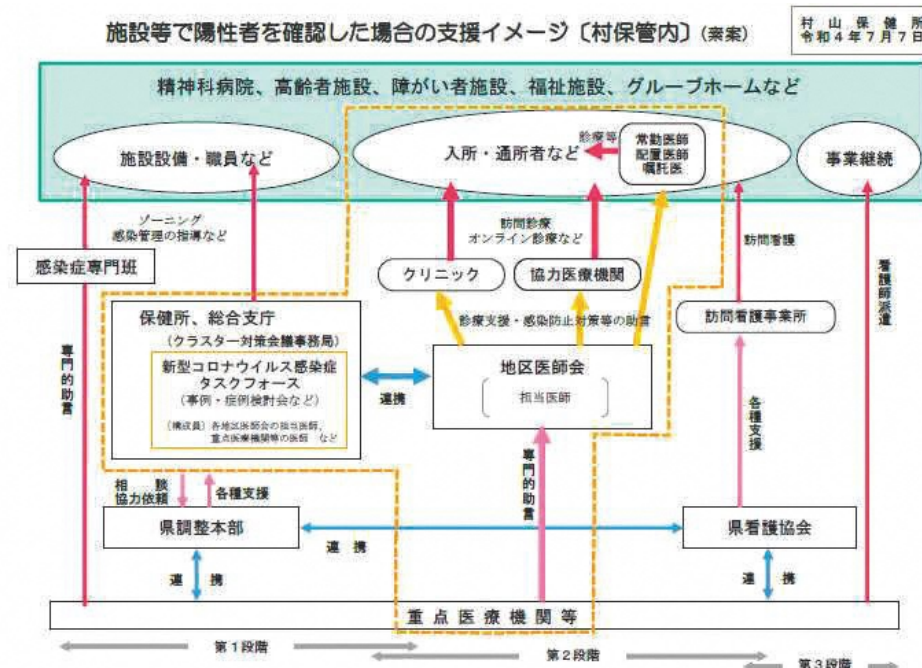 施設等で陽性者を確認した場合の支援イメージ〔村保管内〕(素案)
村山保健所
令和4年7月7日
精神科病院、高齢者施設、障がい者施設、福祉施設、グループホームなど
施設設備・職員など
入所・通所者など
診療等
常勤医師
配置医師
嘱託医
事業継続
ゾーニング
感染管理の指導など
訪問診療
オンライン診療など
訪問看護
感染症専門班
クリニック
協力医療機関
看護師派遣
保健所、総合支庁
(クラスター対策会議事務局)
新型コロナウイルス感染症
タスクフォース
(事例・症例検討会など)
(構成員)各地区医師会の担当医師、
重点医療機関等の医師 など
診療支援・感染防止対策等の助言
訪問看護事業所
専門的助言
連携
地区医師会
担当医師
各種支援
相談
協力依頼
各種支援
専門的助言
県調整本部
連 携
県看護協会
連 携
連 携
重点医療機関等
第1段階
第2段階
第3段階